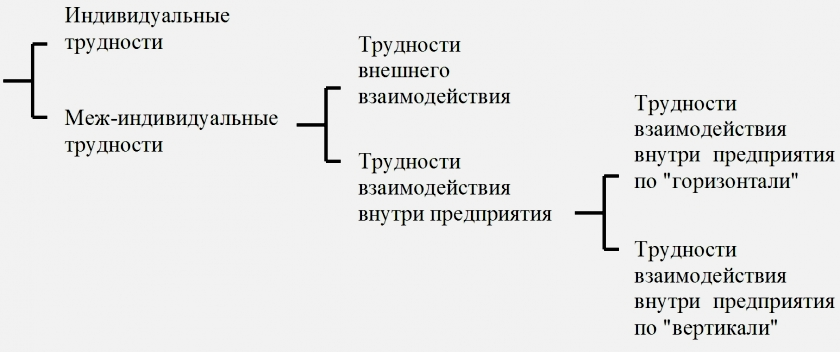 Индивидуальные
трудности
Меж-индивидуальные
трудности
Трудности
внешнего
взаимодействия
Трудности
взаимодействия
внутри предприятия
Трудности
взаимодействия
внутри предприятия
по "горизонтали"
Трудности
взаимодействия
внутри предприятия
по "вертикали"